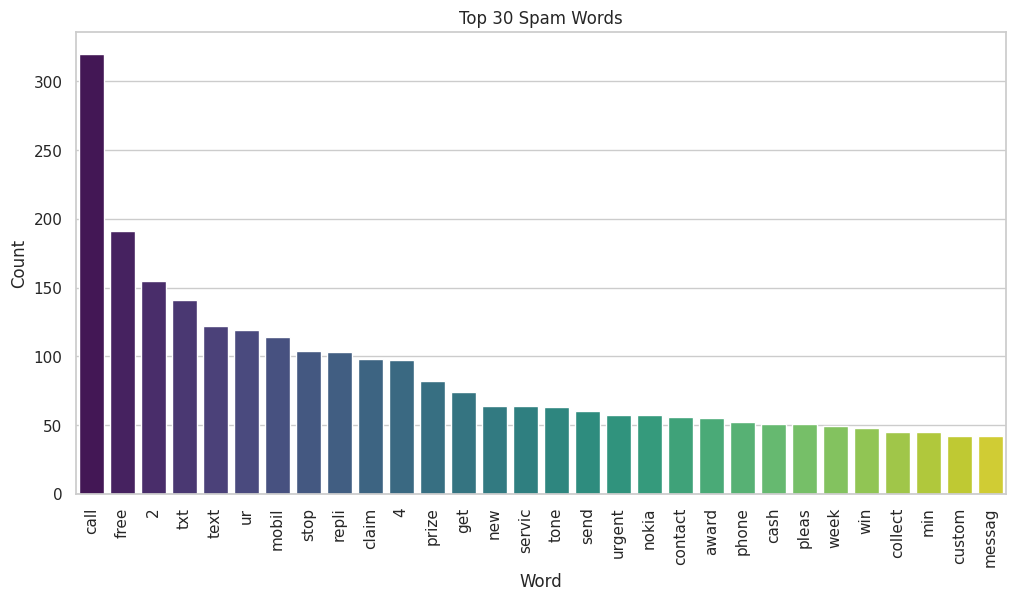 Top 30 Spam Words
Count
300
250
200
150
100
50
0
call
free
2
txt
text
ur
mobil
stop
repli
claim
4
prize
get
new
servic
tone
send
urgent
nokia
contact
award
phone
cash
pleas
week
win
collect
min
custom
messag
Word